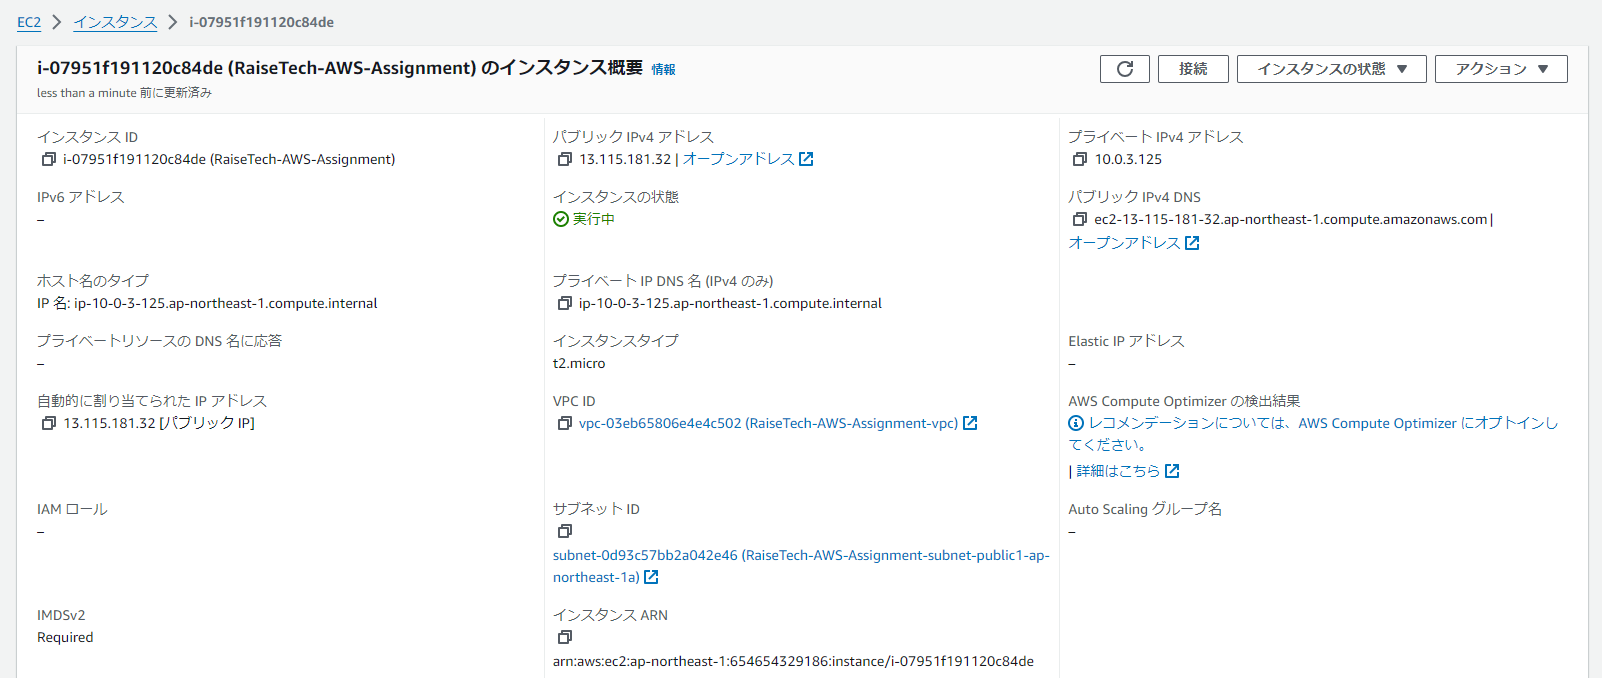 EC2 > インスタンス > i-07951f191120c84de
i-07951f191120c84de (RaiseTech-AWS-Assignment) のインスタンス概要 情報
less than a minute 前に更新済み
接続
インスタンスの状態 ▼
アクション ▼
インスタンス ID
i-07951f191120c84de (RaiseTech-AWS-Assignment)
パブリック IPv4 アドレス
13.115.181.32 | オープンアドレス
プライベート IPv4 アドレス
10.0.3.125
IPv6 アドレス
–
インスタンスの状態
実行中
パブリック IPv4 DNS
ec2-13-115-181-32.ap-northeast-1.compute.amazonaws.com |
オープンアドレス
ホスト名のタイプ
IP 名: ip-10-0-3-125.ap-northeast-1.compute.internal
プライベート IP DNS 名 (IPv4 のみ)
ip-10-0-3-125.ap-northeast-1.compute.internal
プライベートリソースの DNS 名に応答
–
インスタンスタイプ
t2.micro
Elastic IP アドレス
–
自動的に割り当てられた IP アドレス
13.115.181.32 [パブリック IP]
VPC ID
vpc-03eb65806e4e4c502 (RaiseTech-AWS-Assignment-vpc)
AWS Compute Optimizer の検出結果
レコメンデーションについては、AWS Compute Optimizer にオプトインし
てください。
| 詳細はこちら
IAM ロール
–
サブネット ID
subnet-0d93c57bb2a042e46 (RaiseTech-AWS-Assignment-subnet-public1-ap-
northeast-1a)
Auto Scaling グループ名
–
IMDSv2
Required
インスタンス ARN
arn:aws:ec2:ap-northeast-1:654654329186:instance/i-07951f191120c84de